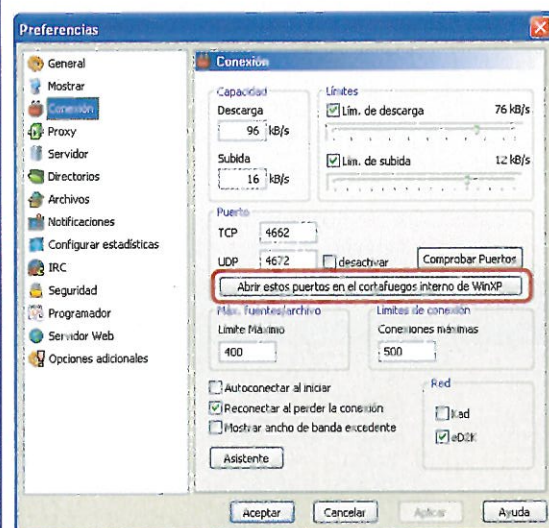 Preferencias
General
Mostrar
Conexión
Proxy
Servidor
Directorios
Archivos
Notificaciones
Configurar estadísticas
IRC
Seguridad
Programador
Servidor Web
Opciones adicionales
Conexión
Capacidad
Descarga
96 kB/s
Subida
16 kB/s
Límites
Lím. de descarga 76 kB/s
Lím. de subida 12 kB/s
Puerto
TCP 4662
UDP 4672 desactivar Comprobar Puertos
Abrir estos puertos en el cortafuegos interno de WinXP
Máx. fuentes/archivo
Límite Máximo
400
Límites de conexión
Conexiones máximas
500
Autoconectar al iniciar
Reconectar al perder la conexión
Mostrar ancho de banda excedente
Asistente
Red
Kad
eD2K
Aceptar Cancelar Aplicar Ayuda